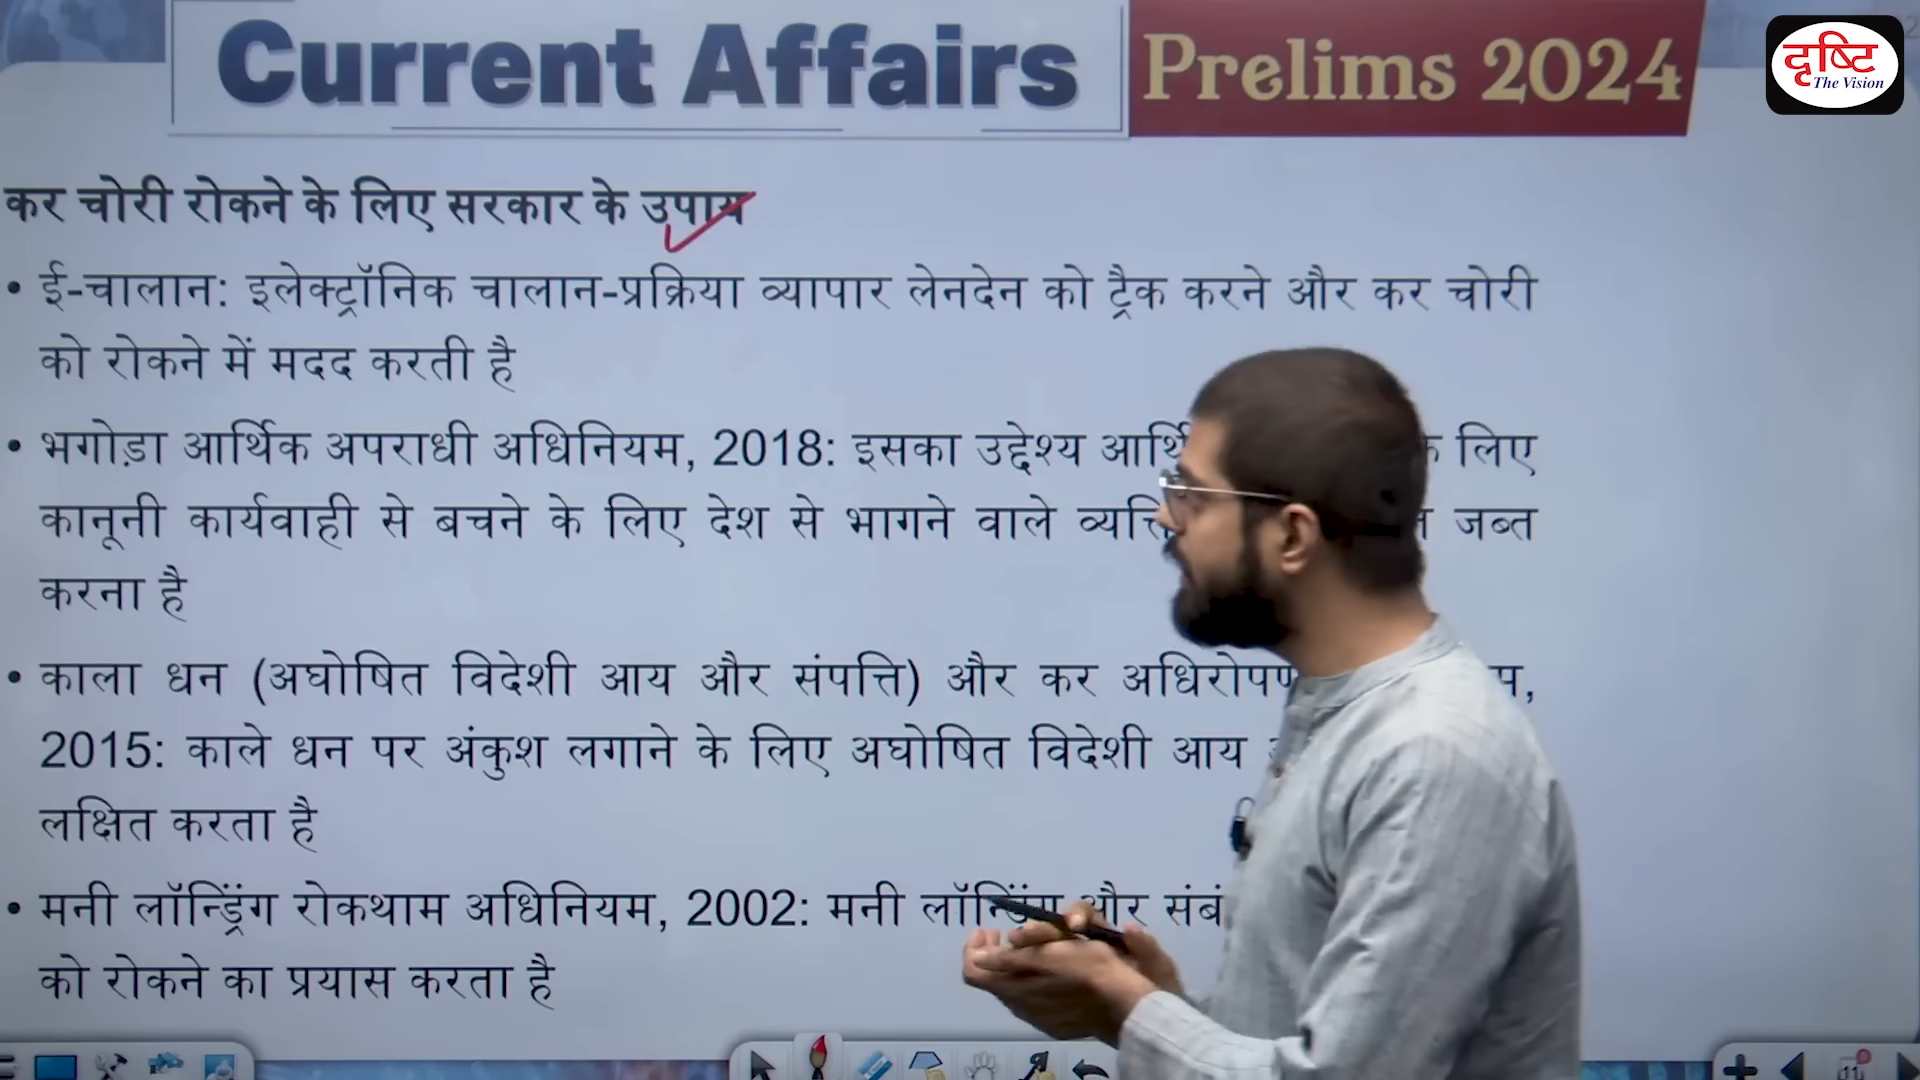 Current Affairs Prelims 2024
दृष्टि
The Vision
कर चोरी रोकने के लिए सरकार के उपाय
• ई-चालान: इलेक्ट्रॉनिक चालान-प्रक्रिया व्यापार लेनदेन को ट्रैक करने और कर चोरी
को रोकने में मदद करती है
• भगोड़ा आर्थिक अपराधी अधिनियम, 2018: इसका उद्देश्य लिए
कानूनी कार्यवाही से बचने के लिए देश से भागने वाले जब्त
करना है
• काला धन (अघोषित विदेशी आय और संपत्ति) और कर
2015: काले धन पर अंकुश लगाने के लिए अघोषित विदेशी आय
लक्षित करता है
• मनी लॉन्ड्रिंग रोकथाम अधिनियम, 2002: मनी लॉन्ड्रिंग और
को रोकने का प्रयास करता है
11